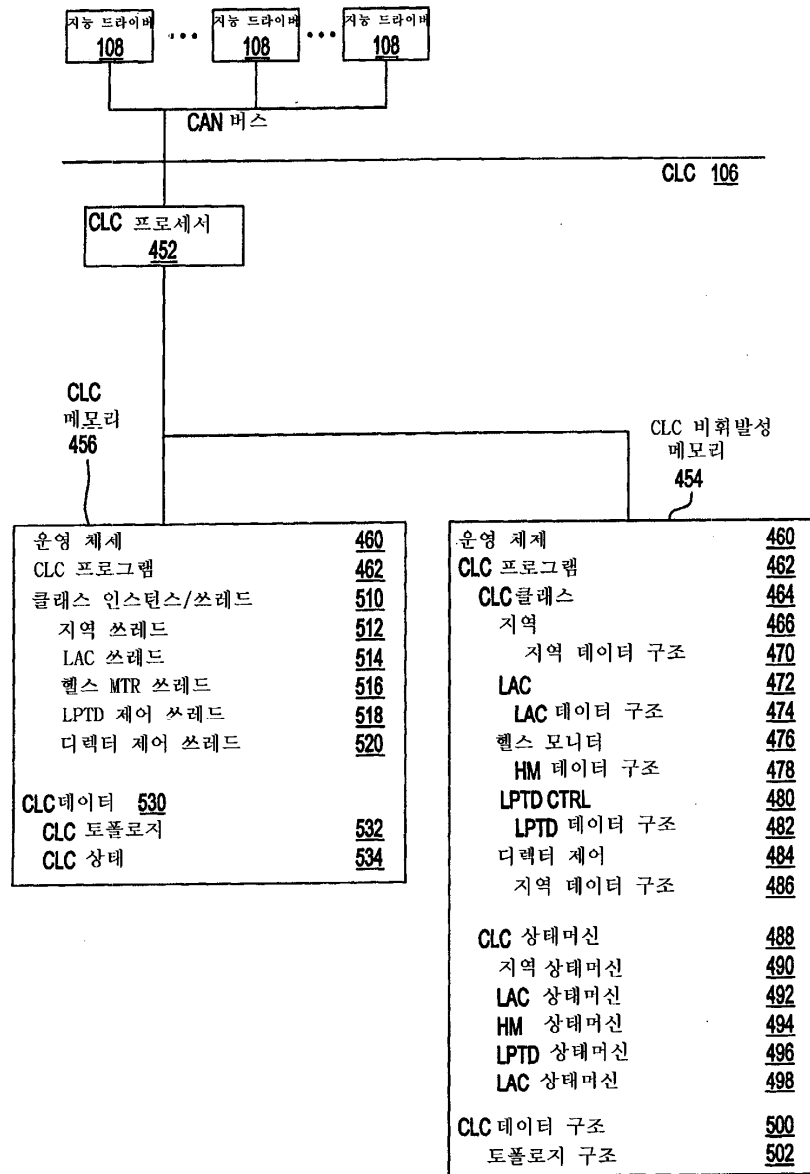 지능 드라이버 지능 드라이버 지능 드라이버
108 ••• 108 ••• 108
CAN 버스
CLC 106
CLC 프로세서
452
CLC
메모리
456
CLC 비휘발성
메모리
454
운영 체세 460
CLC 프로그램 462
클래스 인스턴스/쓰레드 510
지역 쓰레드 512
LAC 쓰레드 514
헬스 MTR 쓰레드 516
LPTD 제어 쓰레드 518
디렉터 제어 쓰레드 520
CLC데이터 530
CLC 토폴로지 532
CLC 상태 534
운영 체제 460
CLC 프로그램 462
CLC클래스 464
지역 466
지역 데이터 구조 470
LAC 472
LAC 데이터 구조 474
헬스 모니터 476
HM 데이터 구조 478
LPTD CTRL 480
LPTD 데이터 구조 482
디렉터 제어 484
지역 데이터 구조 486
CLC 상태머신 488
지역 상태머신 490
LAC 상태머신 492
HM 상태머신 494
LPTD 상태머신 496
LAC 상태머신 498
CLC 데이터 구조 500
토폴로지 구조 502